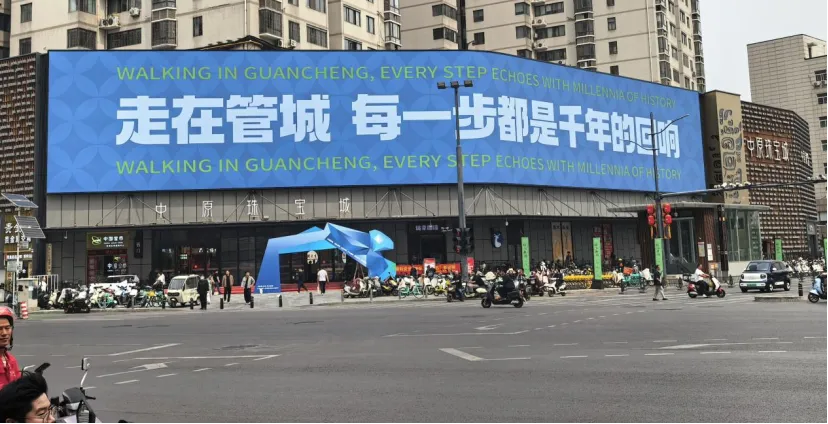 WALKING IN GUANCHENG, EVERY STEP ECHOES WITH MILLENNIA OF HISTORY
走在管城 每一步都是千年的回响
WALKING IN GUANCHENG, EVERY STEP ECHOES WITH MILLENNIA OF HISTORY
中原珠宝城
中原珠宝城